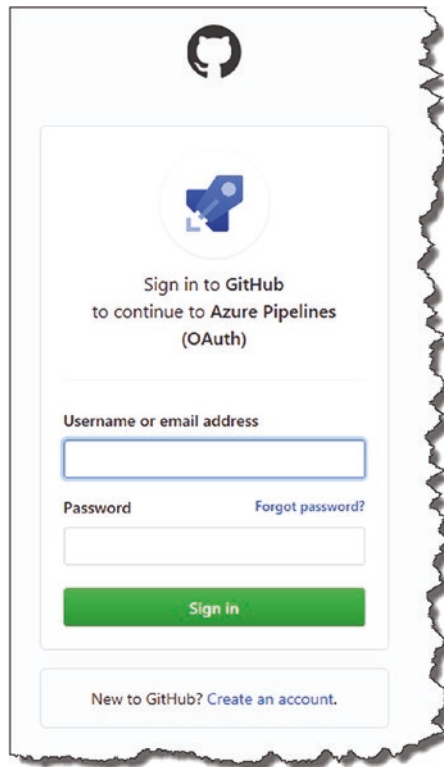 Sign in to GitHub
to continue to Azure Pipelines
(OAuth)
Username or email address
Password Forgot password?
Sign in
New to GitHub? Create an account.